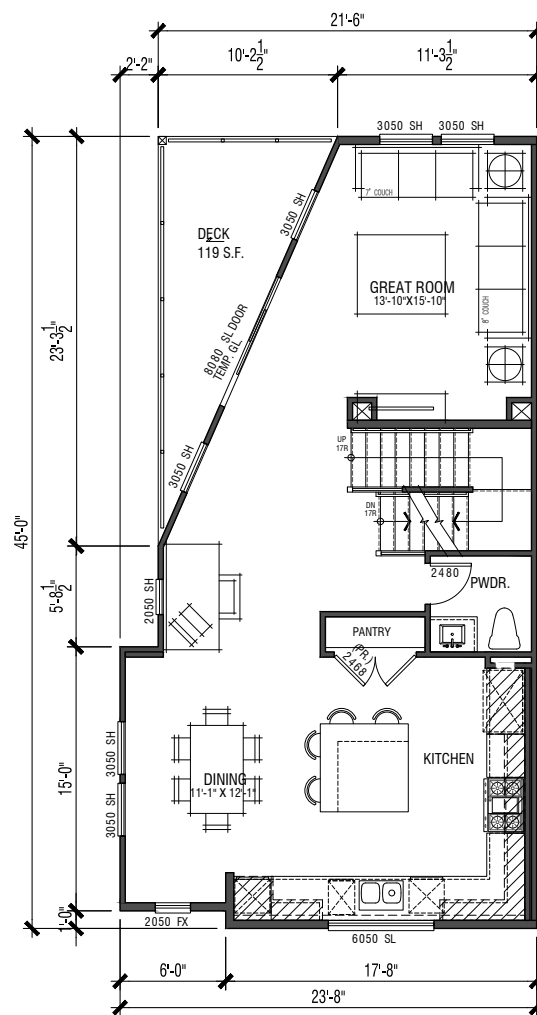 21'-6"
2'-2"
10'-2 1/2"
11'-3 1/2"
3050 SH
3050 SH
7' COUCH
3050 SH
DECK
119 S.F.
GREAT ROOM
13'-10"X15'-10"
8' COUCH
23'-3 1/2"
8080 SL DOOR
TEMP. GL
UP
17R
3050 SH
DN
17R
45'-0"
5'-8 1/2"
2050 SH
2480
PWDR.
PANTRY
(PR.)
2468
3050 SH
KITCHEN
15'-0"
DINING
11'-1" X 12'-1"
3050 SH
1'-0"
2050 FX
6050 SL
6'-0"
17'-8"
23'-8"